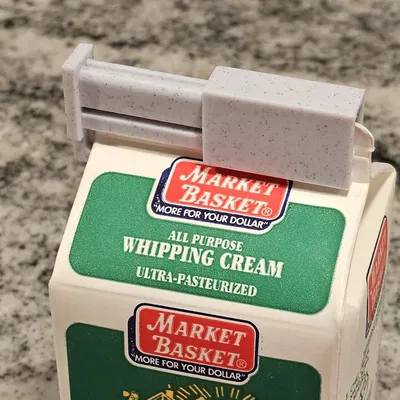 MARKET
BASKET®
"MORE FOR YOUR DOLLAR"
ALL PURPOSE
WHIPPING CREAM
ULTRA-PASTEURIZED
MARKET
BASKET®
"MORE FOR YOUR DOLLAR"